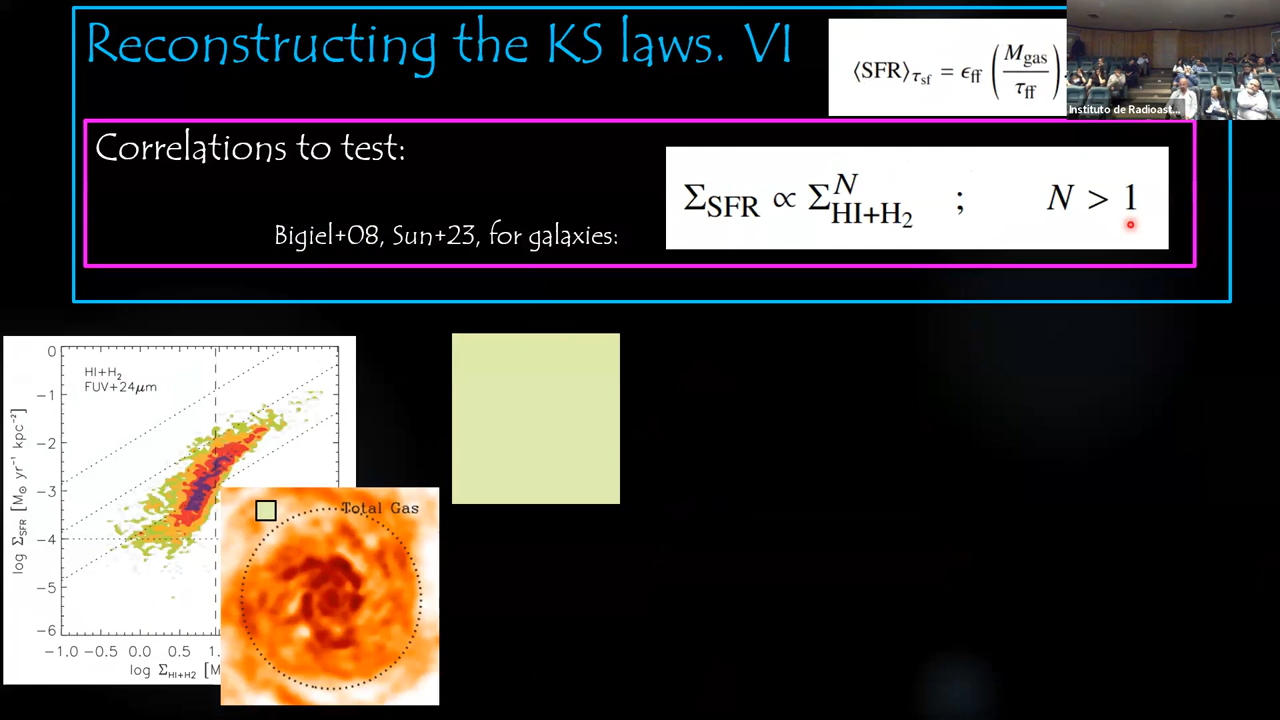 Reconstructing the KS laws. VI
⟨SFR⟩τsf = ϵff (Mgas / τff)
Instituto de Radioast...
Correlations to test:
ΣSFR ∝ Σ^N HI+H2 ; N > 1
Bigiel+08, Sun+23, for galaxies:
HI+H2
FUV+24μm
log ΣSFR [M⊙ yr⁻¹ kpc⁻²]
0
−1
−2
−3
−4
−5
−6
−1.0 −0.5 0.0 0.5 1.
log ΣHI+H2 [M
Total Gas